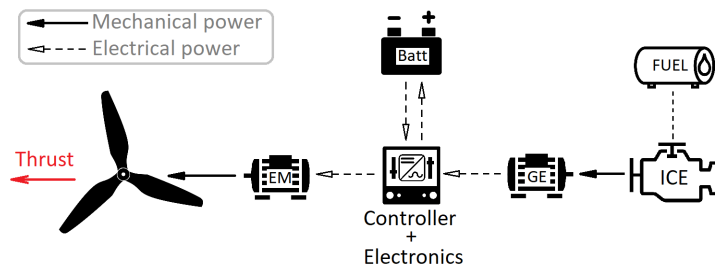 Mechanical power
Electrical power
− +
Batt
FUEL
Thrust
EM
GE
ICE
Controller
+
Electronics